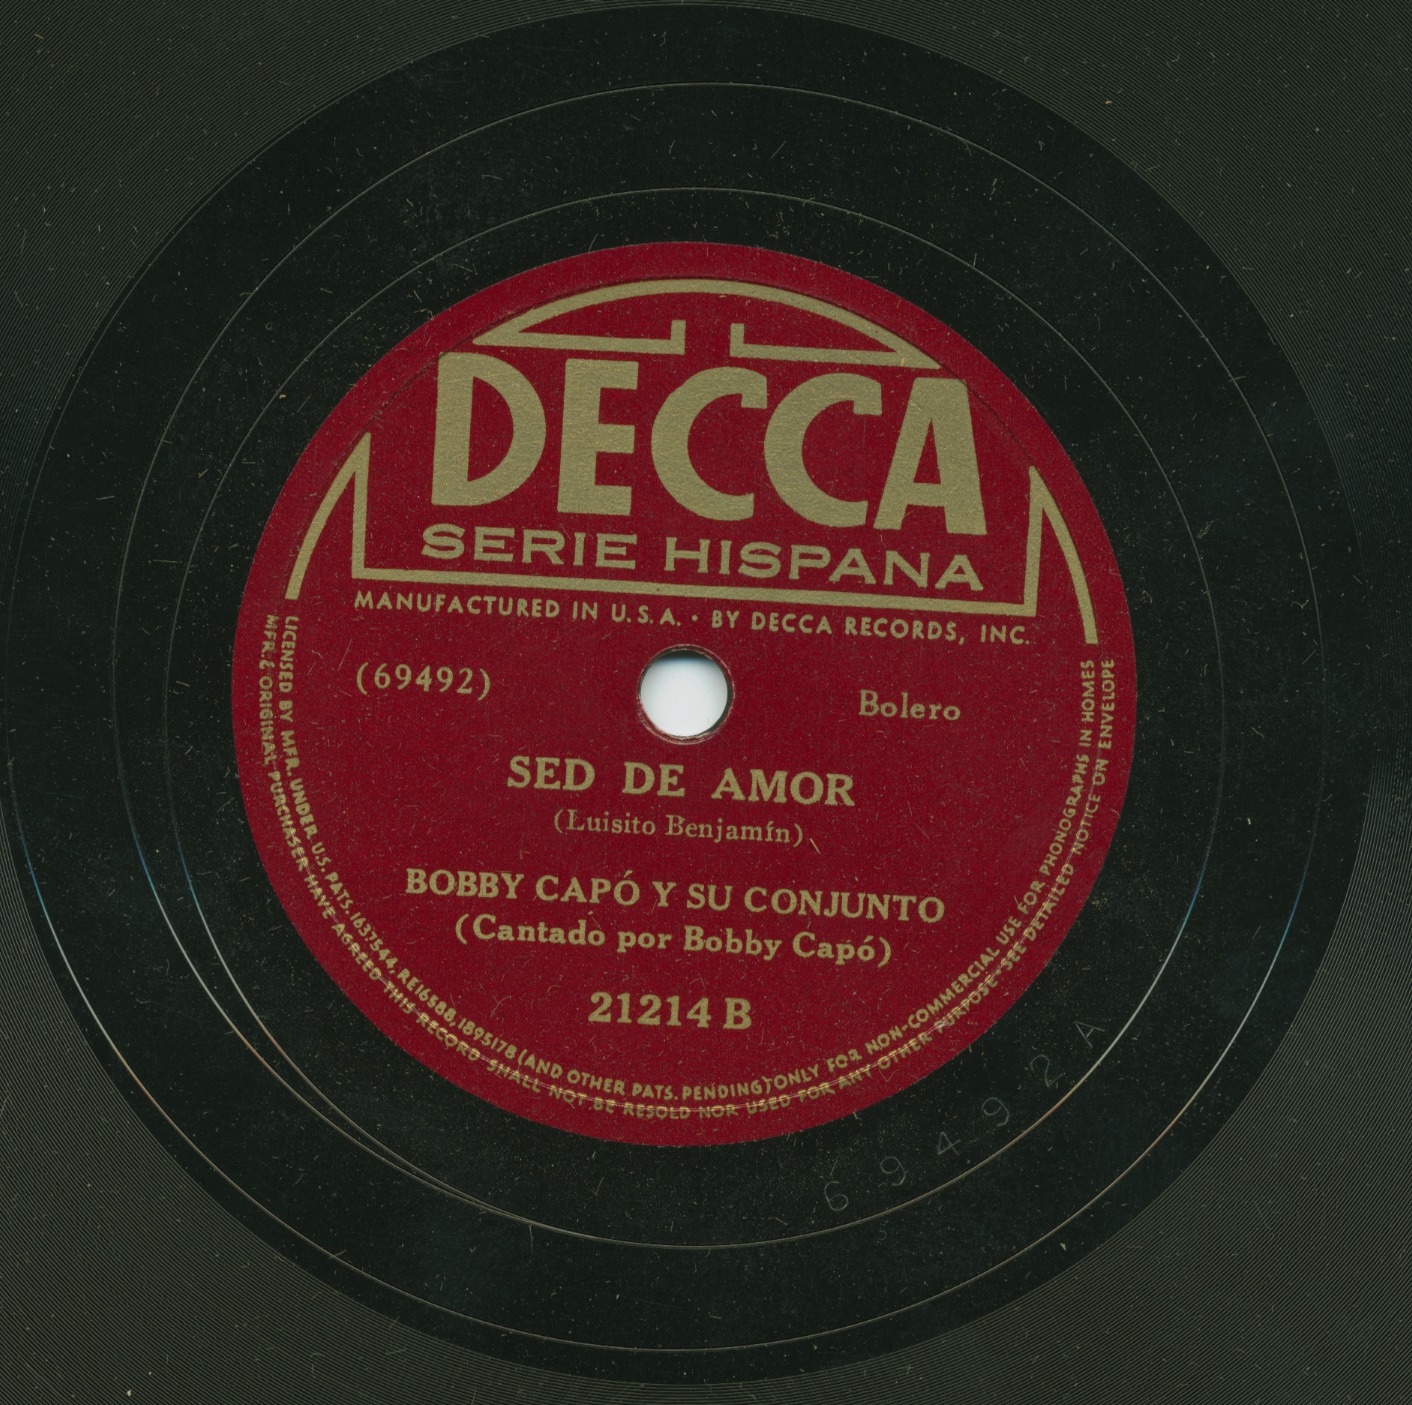 DECCA
SERIE HISPANA
MANUFACTURED IN U.S.A. • BY DECCA RECORDS, INC.
(69492)
Bolero
SED DE AMOR
(Luisito Benjamín)
BOBBY CAPÓ Y SU CONJUNTO
(Cantado por Bobby Capó)
21214 B
LICENSED BY MFR. UNDER U.S. PATS. 1637544, RE16588, 1895178 (AND OTHER PATS. PENDING) ONLY FOR NON-COMMERCIAL USE FOR PHONOGRAPHS IN HOMES
MFR. & ORIGINAL PURCHASER HAVE AGREED THIS RECORD SHALL NOT BE RESOLD NOR USED FOR ANY OTHER PURPOSE. SEE DETAILED NOTICE ON ENVELOPE
69492 A